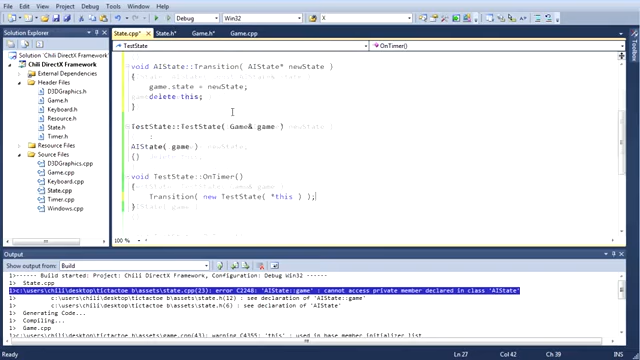 File Edit View Project Build Debug Team Data Tools Test Window Help
Debug Win32 X
Solution Explorer
State.cpp* State.h* Game.h* Game.cpp
TestState OnTimer()
Solution 'Chili DirectX Framework'
Chili DirectX Framework
External Dependencies
Header Files
D3DGraphics.h
Game.h
Keyboard.h
Resource.h
State.h
Timer.h
Source Files
D3DGraphics.cpp
Game.cpp
Keyboard.cpp
State.cpp
Timer.cpp
Windows.cpp
void AIState::Transition( AIState* newState )
{
game.state = newState;
delete this;
}
TestState::TestState( Game& game )
:
AIState( game )
{}
void TestState::OnTimer()
{
Transition( new TestState( *this ) );
}
100 %
Output
Show output from: Build
1>------ Build started: Project: Chili DirectX Framework, Configuration: Debug Win32 ------
1> State.cpp
1>c:\users\chili\desktop\tictactoe b\assets\state.cpp(23): error C2248: 'AIState::game' : cannot access private member declared in class 'AIState'
1> c:\users\chili\desktop\tictactoe b\assets\state.h(12) : see declaration of 'AIState::game'
1> c:\users\chili\desktop\tictactoe b\assets\state.h(6) : see declaration of 'AIState'
1> Generating Code...
1> Compiling...
1> Game.cpp
1>c:\users\chili\desktop\tictactoe b\assets\game.cpp(43): warning C4355: 'this' : used in base member initializer list
Ready Ln 27 Col 42 Ch 39
Toolbox